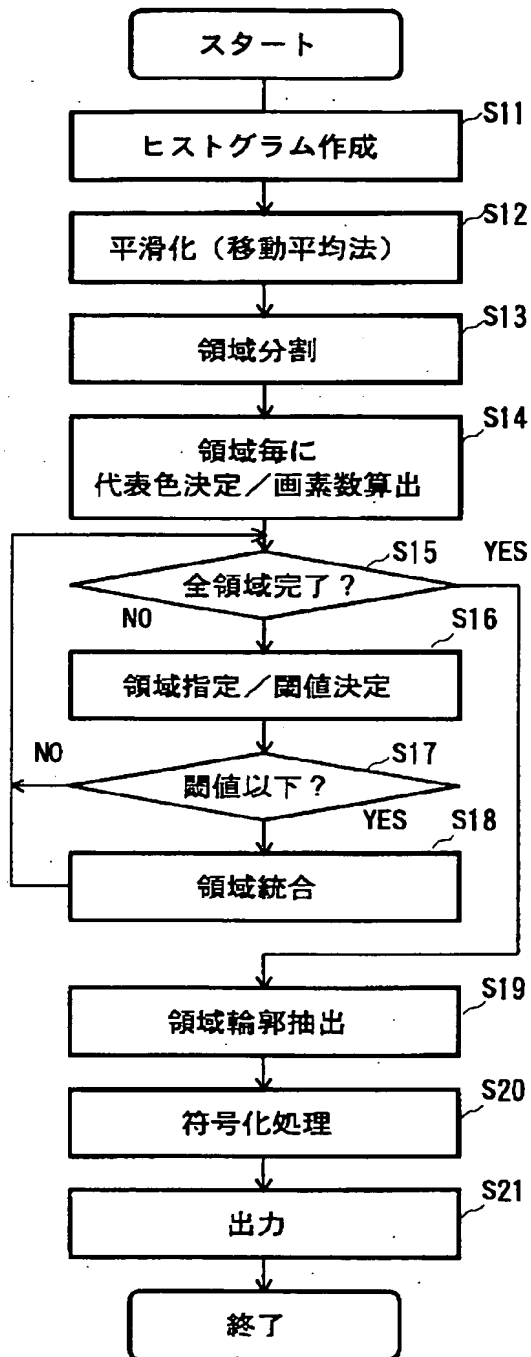 スタート
S11
ヒストグラム作成
S12
平滑化（移動平均法）
S13
領域分割
S14
領域毎に
代表色決定／画素数算出
S15
YES
全領域完了？
NO
S16
領域指定／閾値決定
NO
S17
閾値以下？
YES
S18
領域統合
S19
領域輪郭抽出
S20
符号化処理
S21
出力
終了